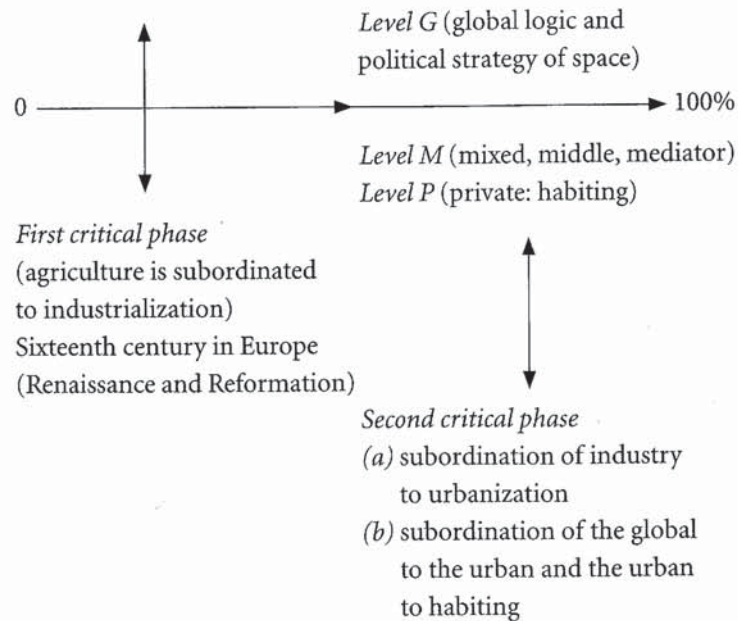 Level G (global logic and
political strategy of space)
0
100%
Level M (mixed, middle, mediator)
Level P (private: habiting)
First critical phase
(agriculture is subordinated
to industrialization)
Sixteenth century in Europe
(Renaissance and Reformation)
Second critical phase
(a) subordination of industry
to urbanization
(b) subordination of the global
to the urban and the urban
to habiting